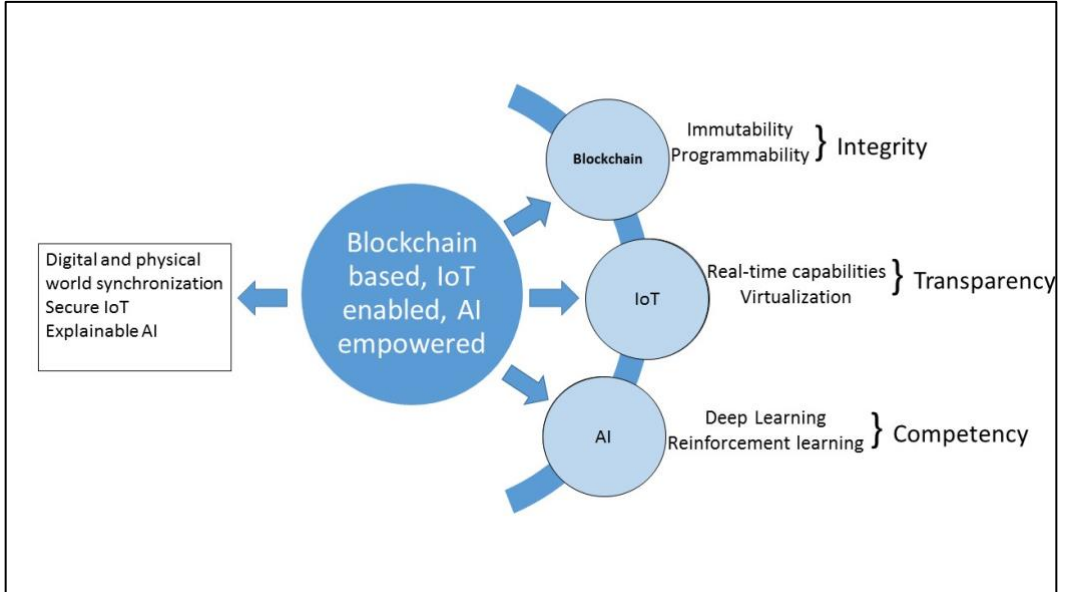 Blockchain
Immutability
Programmability
} Integrity
Digital and physical
world synchronization
Secure IoT
Explainable AI
Blockchain
based, IoT
enabled, AI
empowered
IoT
Real-time capabilities
Virtualization
} Transparency
AI
Deep Learning
Reinforcement learning
} Competency